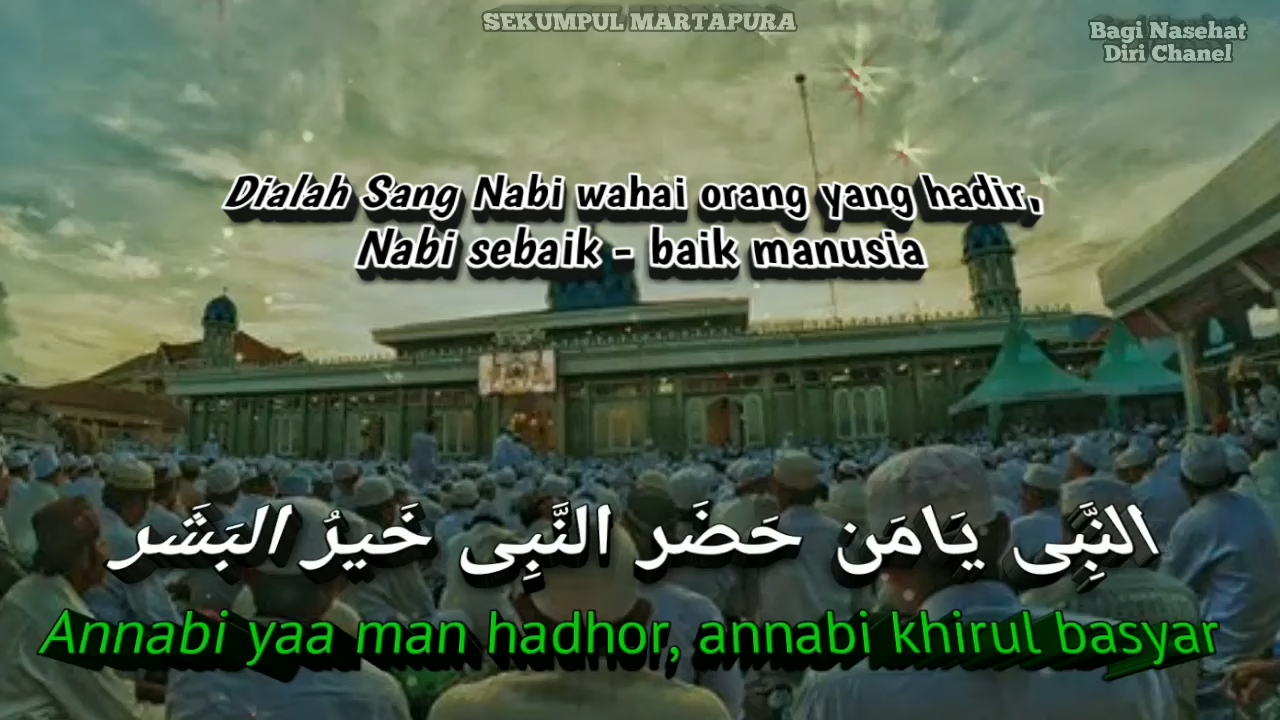 SEKUMPUL MARTAPURA
Bagi Nasehat
Diri Chanel
Dialah Sang Nabi wahai orang yang hadir,
Nabi sebaik - baik manusia
النَِّبَى يَامَن حَضَر النَّبِى خَيرُ البَشَر
Annabi yaa man hadhor, annabi khirul basyar